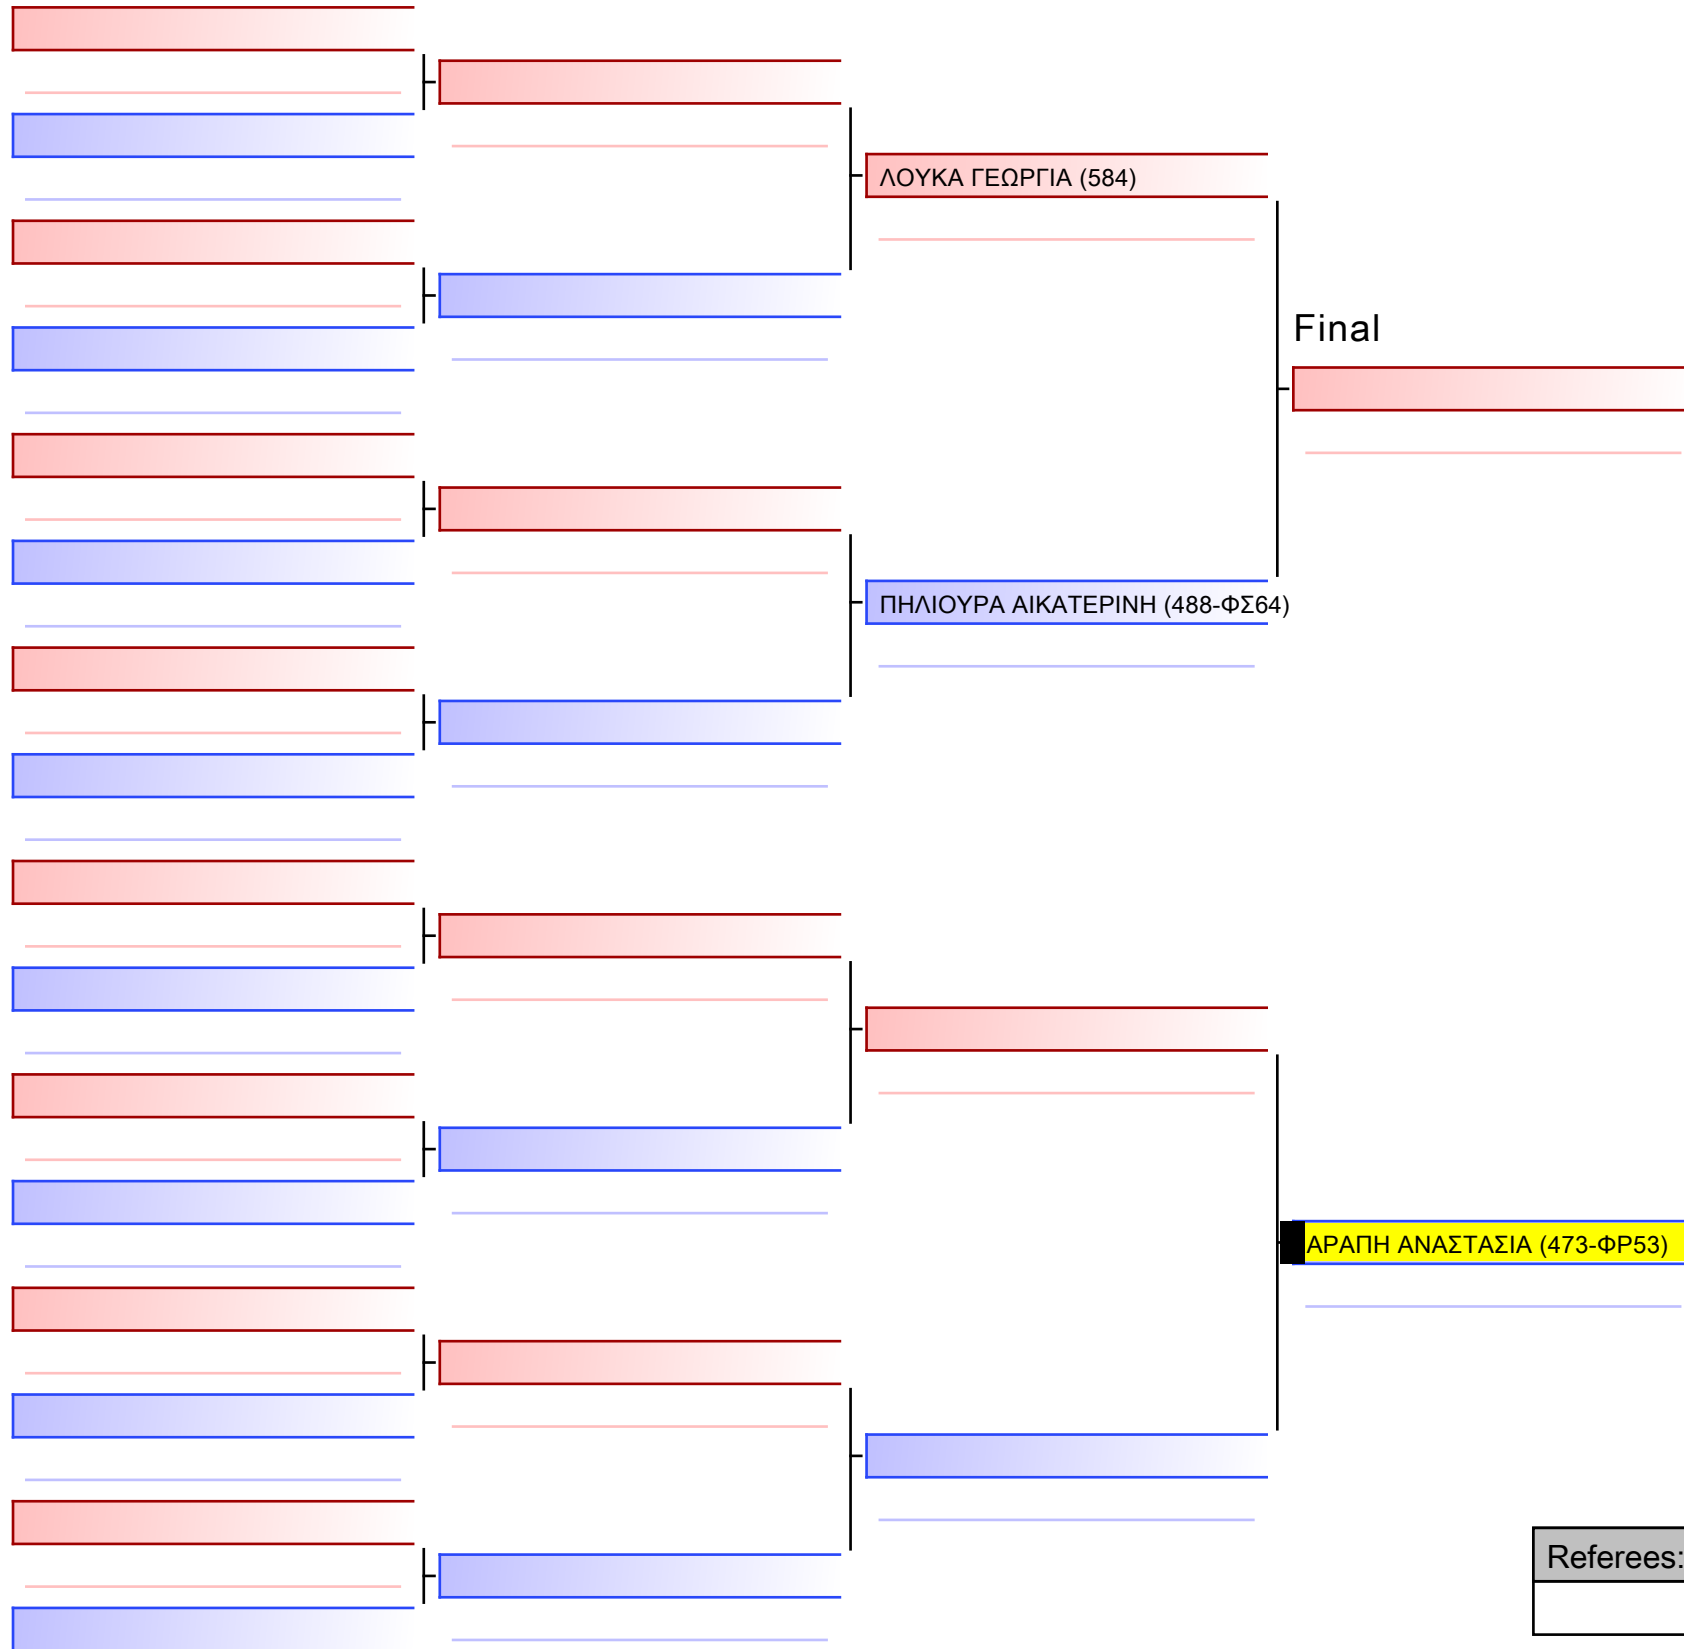 ΛΟΥΚΑ ΓΕΩΡΓΙΑ (584)
Final
ΠΗΛΙΟΥΡΑ ΑΙΚΑΤΕΡΙΝΗ (488-ΦΣ64)
ΑΡΑΠΗ ΑΝΑΣΤΑΣΙΑ (473-ΦΡ53)
Referees: